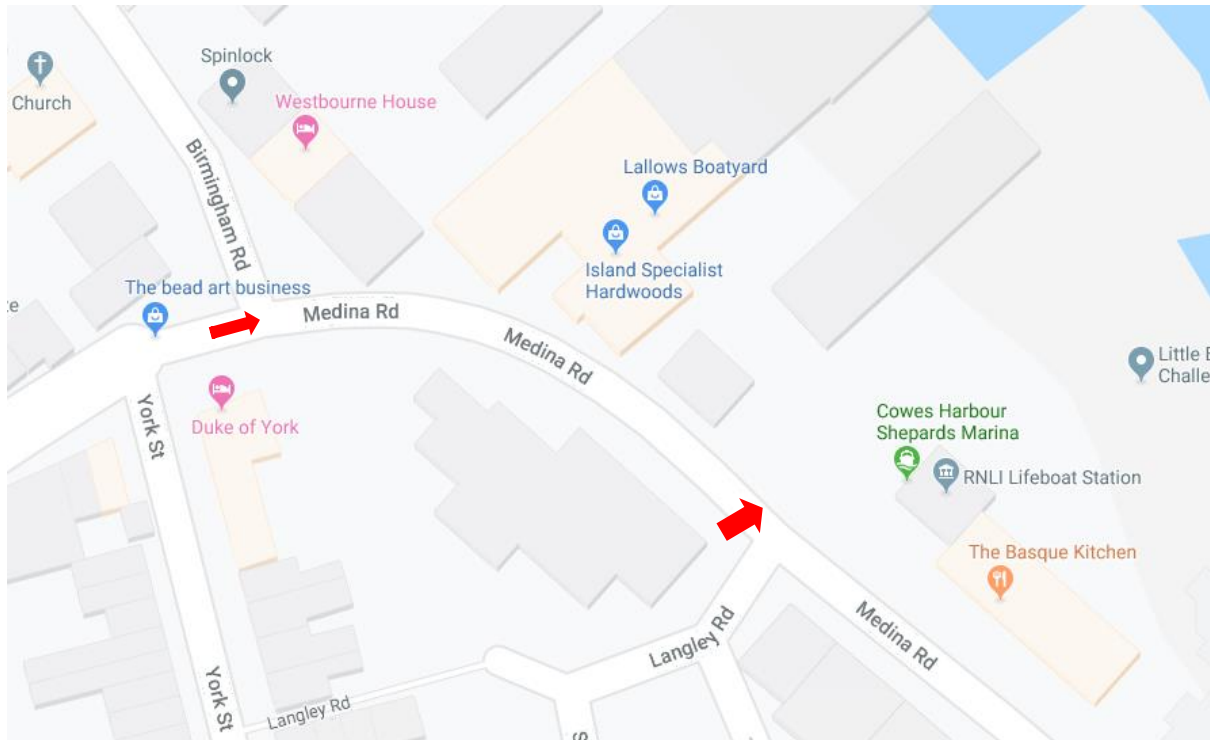 Spinlock
Church
Westbourne House
Birmingham Rd
Lallows Boatyard
Island Specialist
Hardwoods
The bead art business
Medina Rd
Medina Rd
Little
Challe
York St
Duke of York
Cowes Harbour
Shepards Marina
RNLI Lifeboat Station
The Basque Kitchen
Medina Rd
Langley Rd
York St
Langley Rd